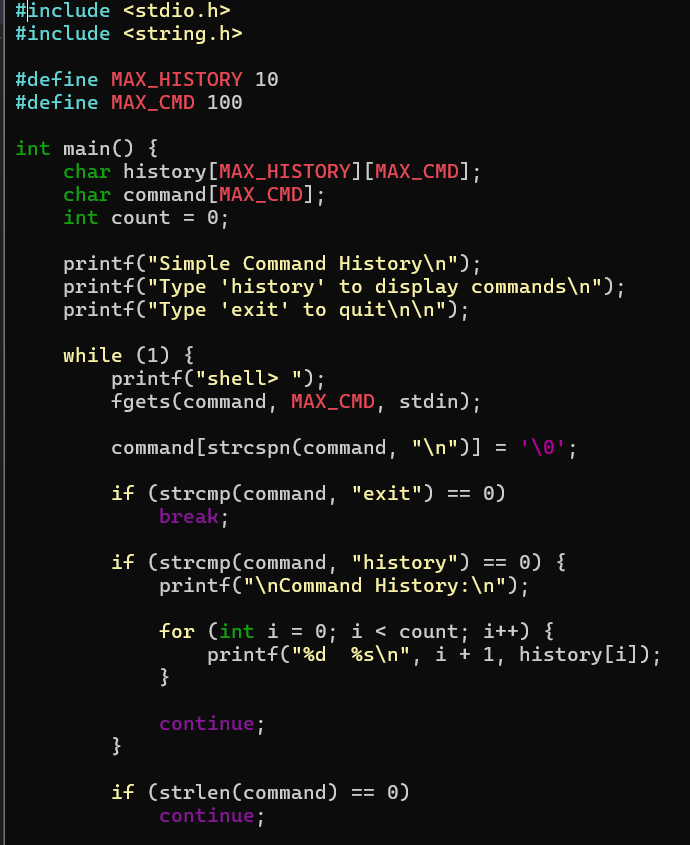 #include <stdio.h>
#include <string.h>

#define MAX_HISTORY 10
#define MAX_CMD 100

int main() {
    char history[MAX_HISTORY][MAX_CMD];
    char command[MAX_CMD];
    int count = 0;

    printf("Simple Command History\n");
    printf("Type 'history' to display commands\n");
    printf("Type 'exit' to quit\n\n");

    while (1) {
        printf("shell> ");
        fgets(command, MAX_CMD, stdin);

        command[strcspn(command, "\n")] = '\0';

        if (strcmp(command, "exit") == 0)
            break;

        if (strcmp(command, "history") == 0) {
            printf("\nCommand History:\n");

            for (int i = 0; i < count; i++) {
                printf("%d  %s\n", i + 1, history[i]);
            }

            continue;
        }

        if (strlen(command) == 0)
            continue;